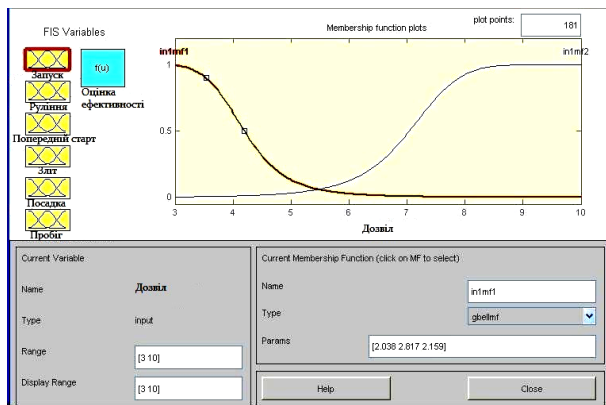 FIS Variables
Membership function plots
plot points:
181
Запуск
Руління
Попередній старт
Зліт
Посадка
Пробіг
f(u)
Оцінка
ефективності
in1mf1
in1mf2
1
0.5
0
3
4
5
6
7
8
9
10
Дозвіл
Current Variable
Name
Дозвіл
Type
input
Range
[3 10]
Display Range
[3 10]
Current Membership Function (click on MF to select)
Name
in1mf1
Type
gbellmf
Params
[2.038 2.817 2.159]
Help
Close